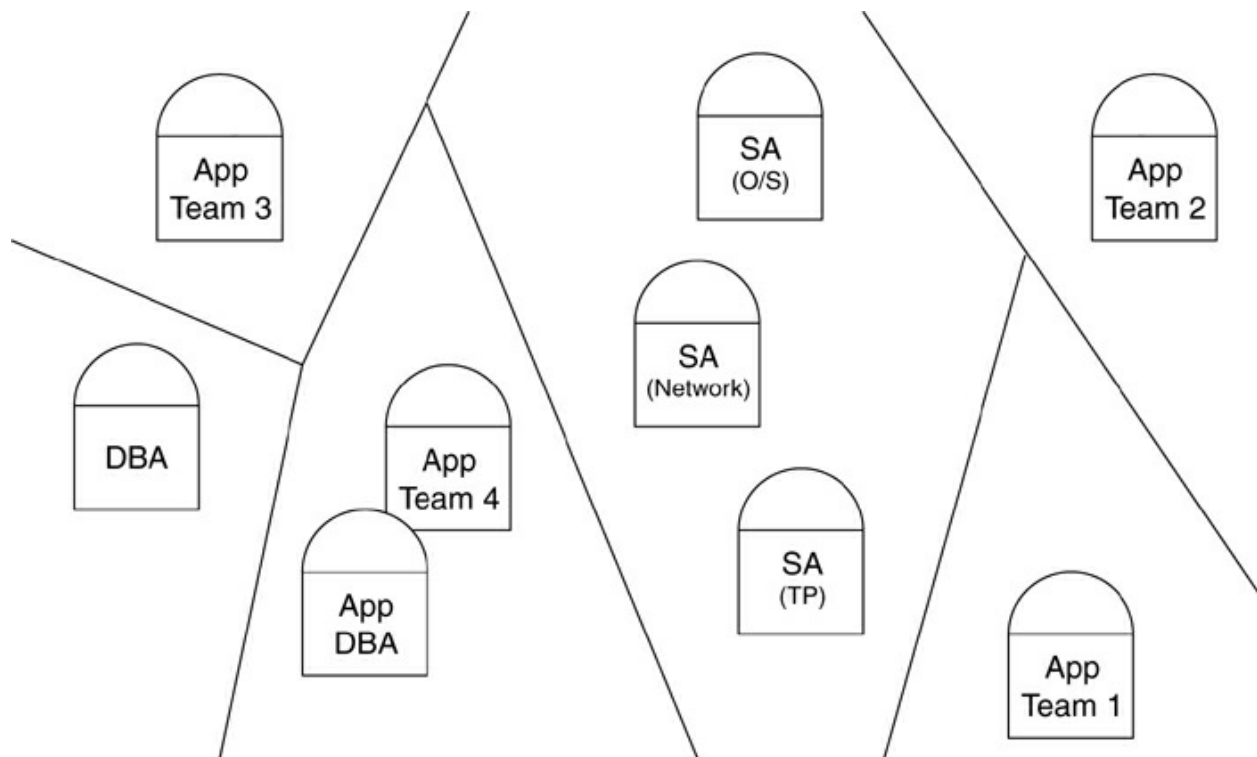 App
Team 3
SA
(O/S)
App
Team 2
SA
(Network)
DBA
App
Team 4
SA
(TP)
App
DBA
App
Team 1